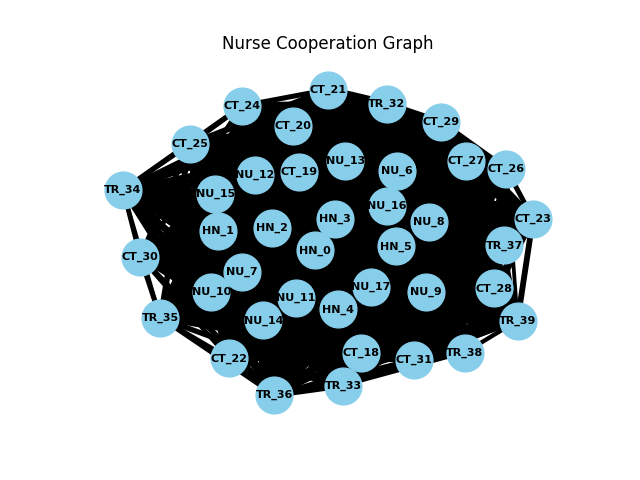 Nurse Cooperation Graph
CT_21
CT_24
TR_32
CT_29
CT_20
CT_25
NU_13
CT_27
CT_26
NU_12
CT_19
NU_6
TR_34
NU_15
NU_16
CT_23
HN_3
NU_8
HN_1
HN_2
TR_37
HN_5
HN_0
CT_30
NU_7
NU_17
CT_28
NU_10
NU_9
NU_11
HN_4
TR_35
NU_14
TR_39
CT_22
CT_18
TR_38
CT_31
TR_33
TR_36